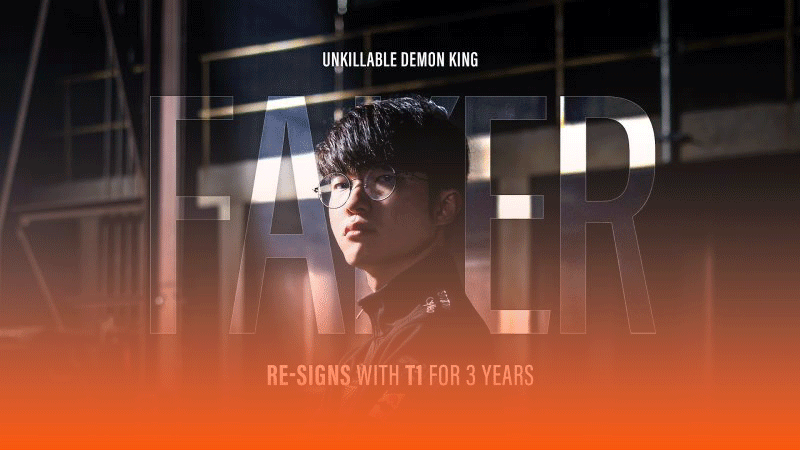 UNKILLABLE DEMON KING
FAKER
RE-SIGNS WITH T1 FOR 3 YEARS